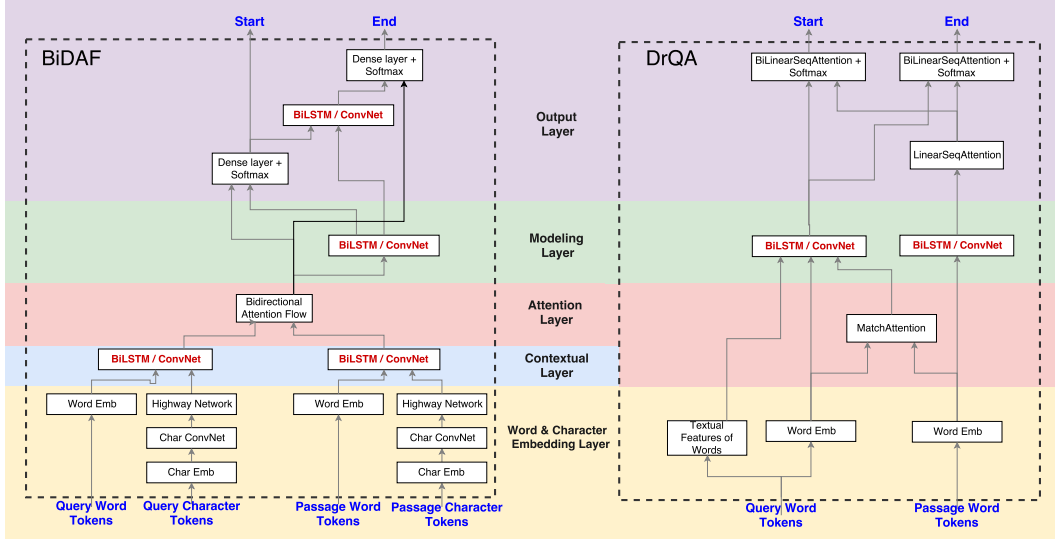 Start
End
Start
End
BiDAF
DrQA
Dense layer +
Softmax
BiLinearSeqAttention +
Softmax
BiLinearSeqAttention +
Softmax
BiLSTM / ConvNet
Output
Layer
Dense layer +
Softmax
LinearSeqAttention
BiLSTM / ConvNet
Modeling
Layer
BiLSTM / ConvNet
BiLSTM / ConvNet
Bidirectional
Attention Flow
Attention
Layer
MatchAttention
BiLSTM / ConvNet
BiLSTM / ConvNet
Contextual
Layer
Word Emb
Highway Network
Word Emb
Highway Network
Char ConvNet
Char ConvNet
Word & Character
Embedding Layer
Textual
Features of
Words
Word Emb
Word Emb
Char Emb
Char Emb
Query Word
Tokens
Query Character
Tokens
Passage Word
Tokens
Passage Character
Tokens
Query Word
Tokens
Passage Word
Tokens